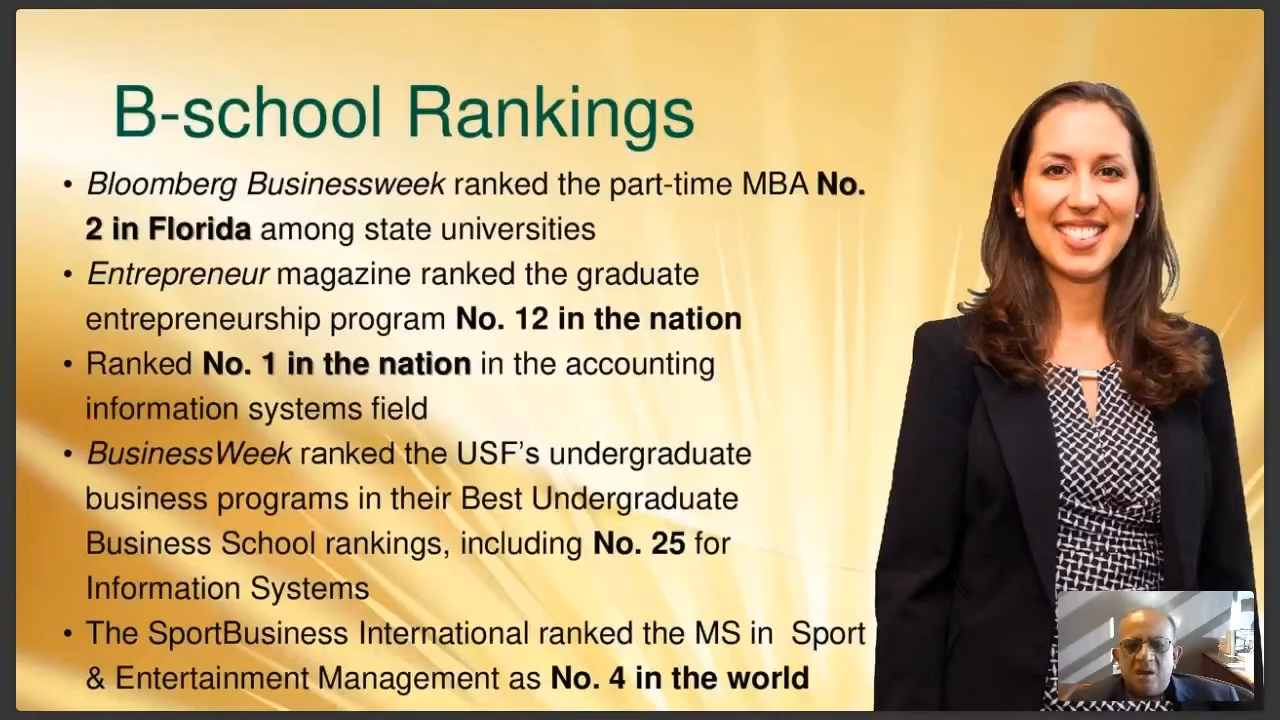 B-school Rankings
• Bloomberg Businessweek ranked the part-time MBA No.
2 in Florida among state universities
• Entrepreneur magazine ranked the graduate
entrepreneurship program No. 12 in the nation
• Ranked No. 1 in the nation in the accounting
information systems field
• BusinessWeek ranked the USF’s undergraduate
business programs in their Best Undergraduate
Business School rankings, including No. 25 for
Information Systems
• The SportBusiness International ranked the MS in  Sport
& Entertainment Management as No. 4 in the world